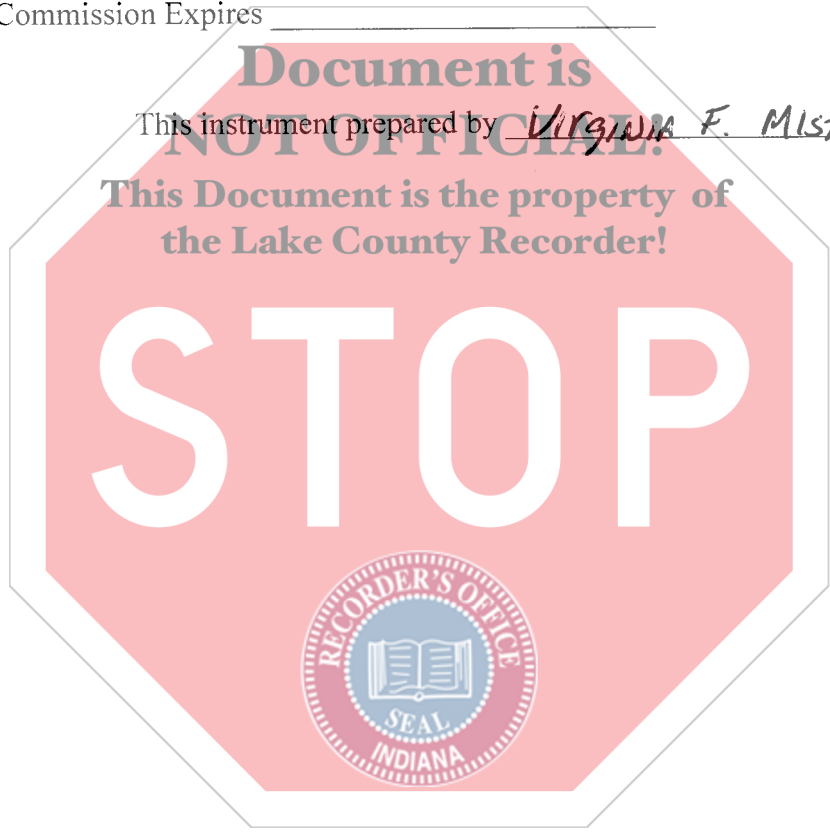 Commission Expires
Document is
This instrument prepared by Virginia F.
NOT OFFICIAL!
This Document is the property of
the Lake County Recorder!
STOP
RECORDER'S OFFICE
SEAL
INDIANA